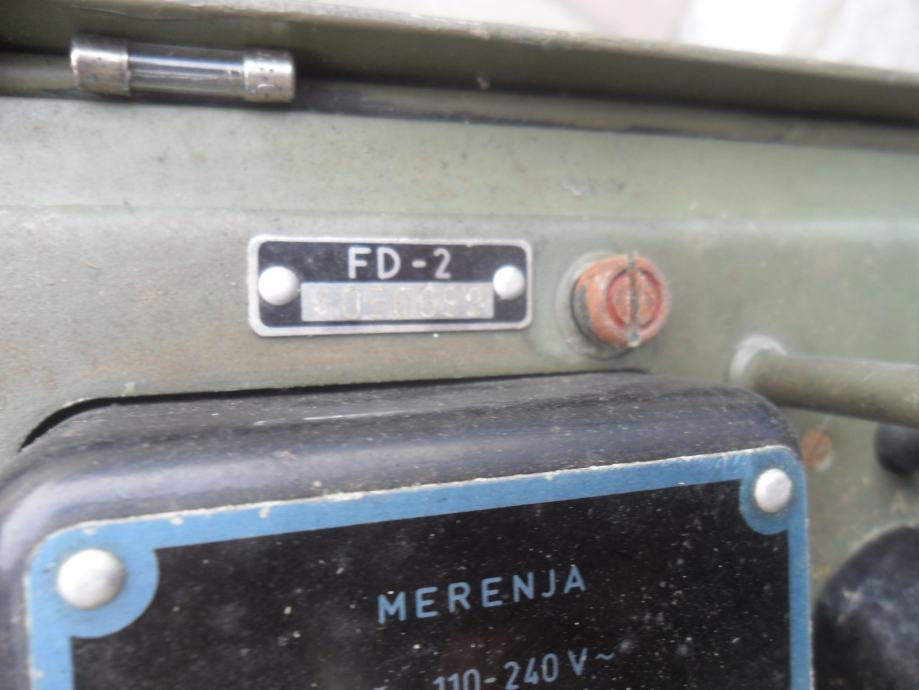 FD-2
MERENJA
110-240 V~